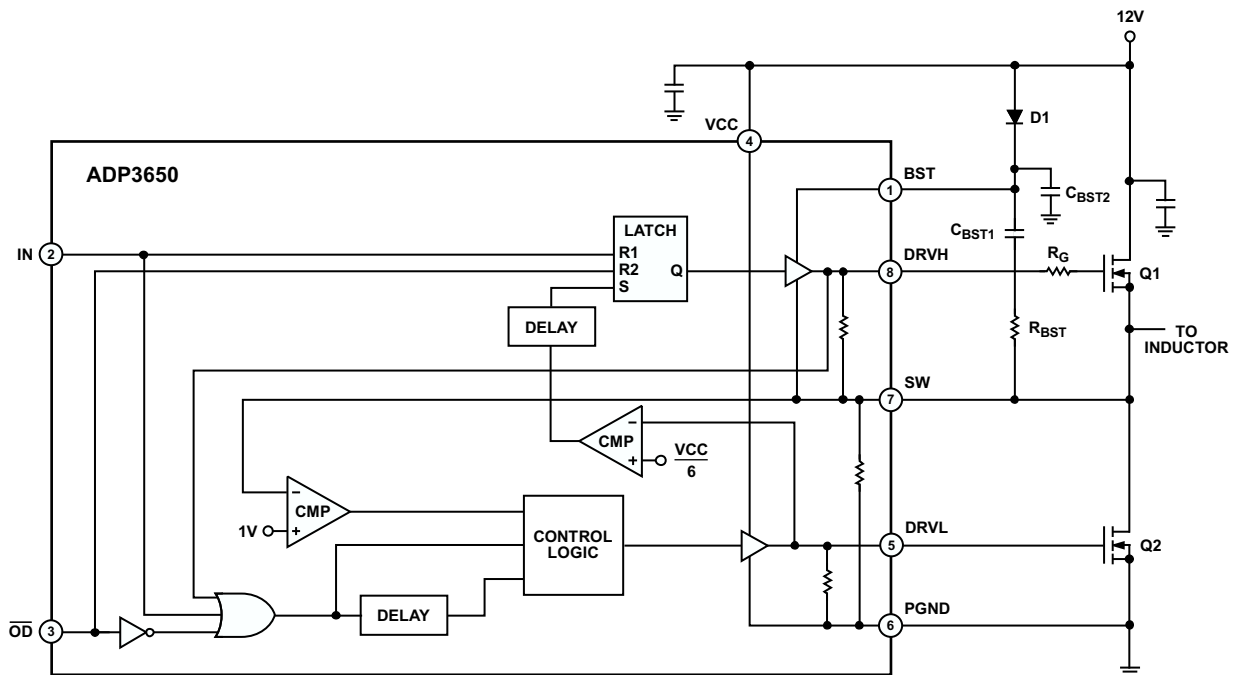 12V
VCC
4
D1
ADP3650
BST
1
CBST2
LATCH
CBST1
IN 2
R1
DRVH
RG
R2
Q
8
Q1
S
DELAY
RBST
TO
INDUCTOR
SW
7
−
CMP
+
VCC
6
−
CMP
1V
+
CONTROL
LOGIC
DRVL
5
Q2
DELAY
PGND
OD 3
6